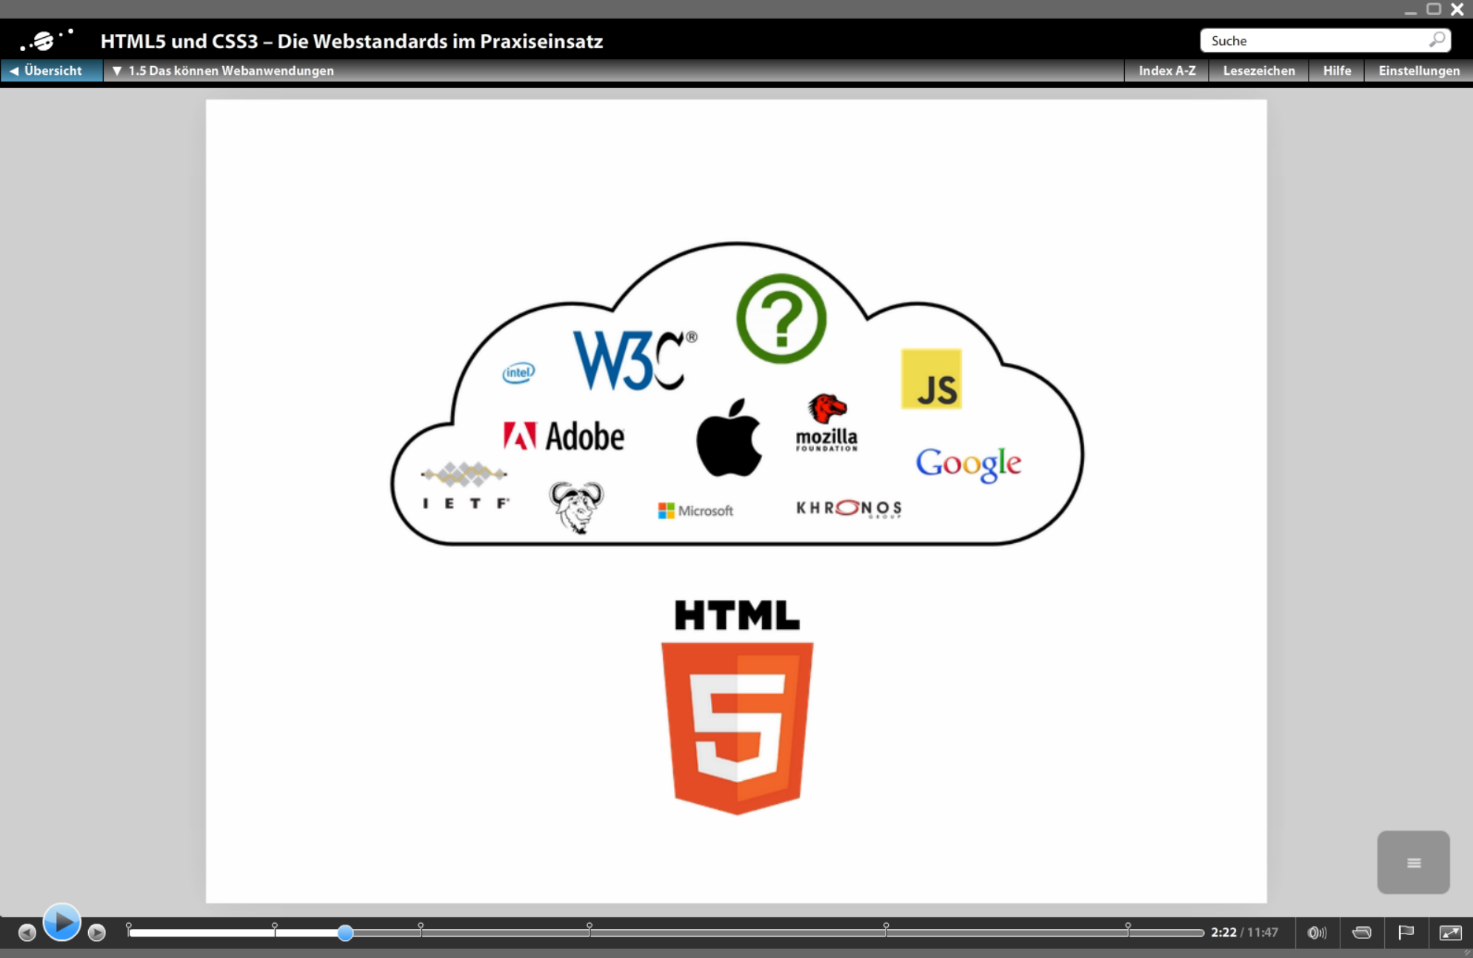 HTML5 und CSS3 – Die Webstandards im Praxiseinsatz
Suche
Übersicht
1.5 Das können Webanwendungen
Index A-Z
Lesezeichen
Hilfe
Einstellungen
?
W3C®
intel
JS
Adobe
mozilla
FOUNDATION
Google
IETF®
Microsoft
KHRONOS
GROUP
HTML
5
2:22 / 11:47